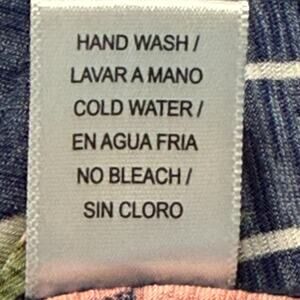 HAND WASH /
LAVAR A MANO
COLD WATER /
EN AGUA FRIA
NO BLEACH /
SIN CLORO